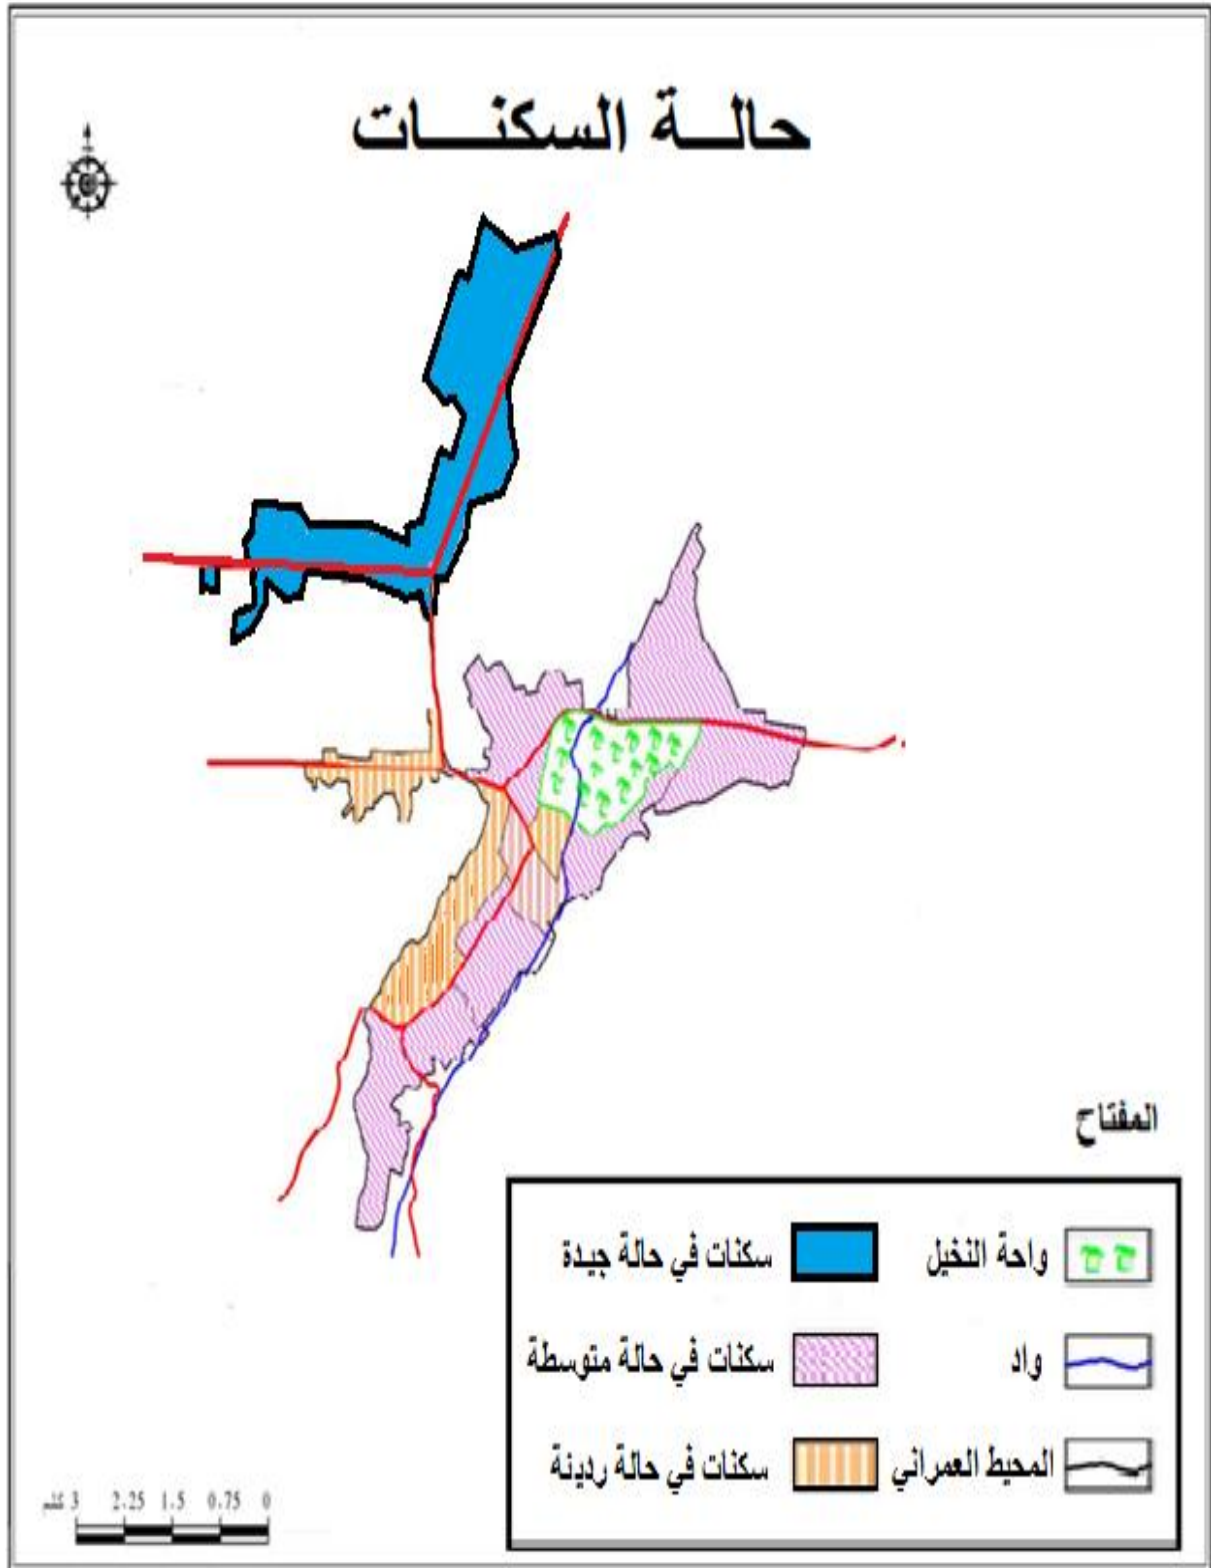 حالــة السكنــــات
المفتاح
واحة النخيل
سكنات في حالة جيدة
واد
سكنات في حالة متوسطة
المحيط العمراني
سكنات في حالة رديئة
0 0.75 1.5 2.25 3 كلم